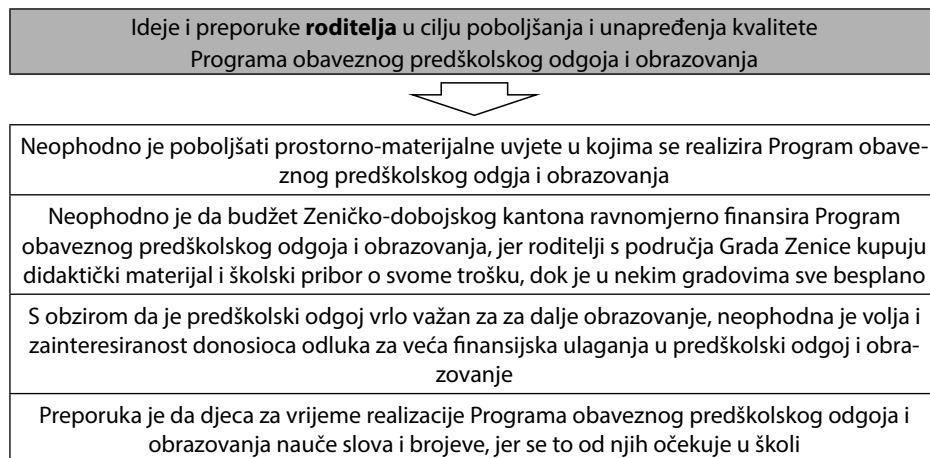 Ideje i preporuke roditelja u cilju poboljšanja i unapređenja kvalitete
Programa obaveznog predškolskog odgoja i obrazovanja
Neophodno je poboljšati prostorno-materijalne uvjete u kojima se realizira Program obave-
znog predškolskog odgja i obrazovanja
Neophodno je da budžet Zeničko-dobojskog kantona ravnomjerno finansira Program
obaveznog predškolskog odgoja i obrazovanja, jer roditelji s područja Grada Zenice kupuju
didaktički materijal i školski pribor o svome trošku, dok je u nekim gradovima sve besplano
S obzirom da je predškolski odgoj vrlo važan za za dalje obrazovanje, neophodna je volja i
zainteresiranost donosioca odluka za veća finansijska ulaganja u predškolski odgoj i obra-
zovanje
Preporuka je da djeca za vrijeme realizacije Programa obaveznog predškolskog odgoja i
obrazovanja nauče slova i brojeve, jer se to od njih očekuje u školi